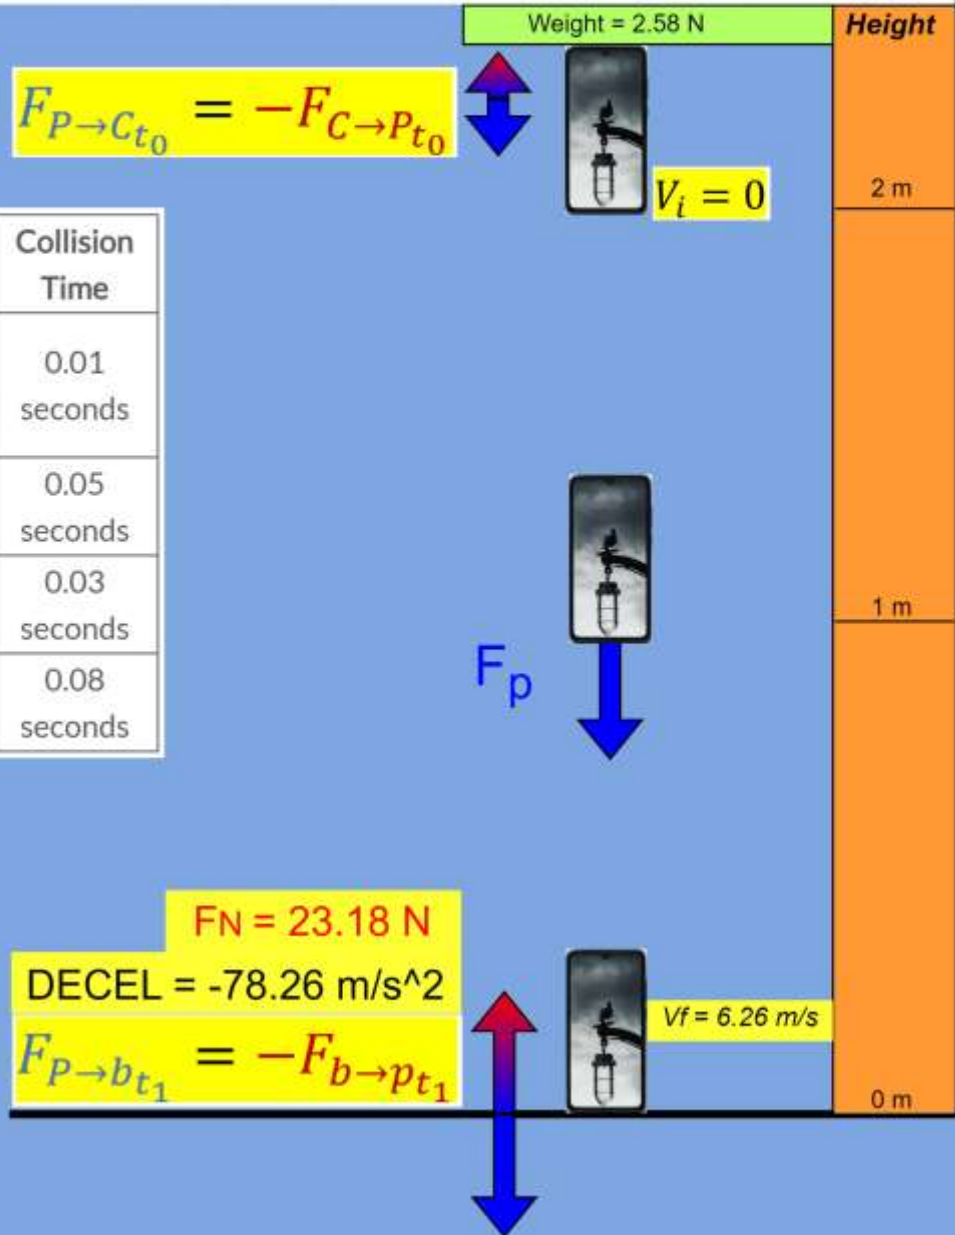 Weight = 2.58 N
Height
F_{P→C_{t_0}} = −F_{C→P_{t_0}}
V_i = 0
2 m
Collision
Time
0.01
seconds
0.05
seconds
0.03
seconds
0.08
seconds
1 m
F_p
FN = 23.18 N
DECEL = -78.26 m/s^2
Vf = 6.26 m/s
F_{P→b_{t_1}} = −F_{b→p_{t_1}}
0 m